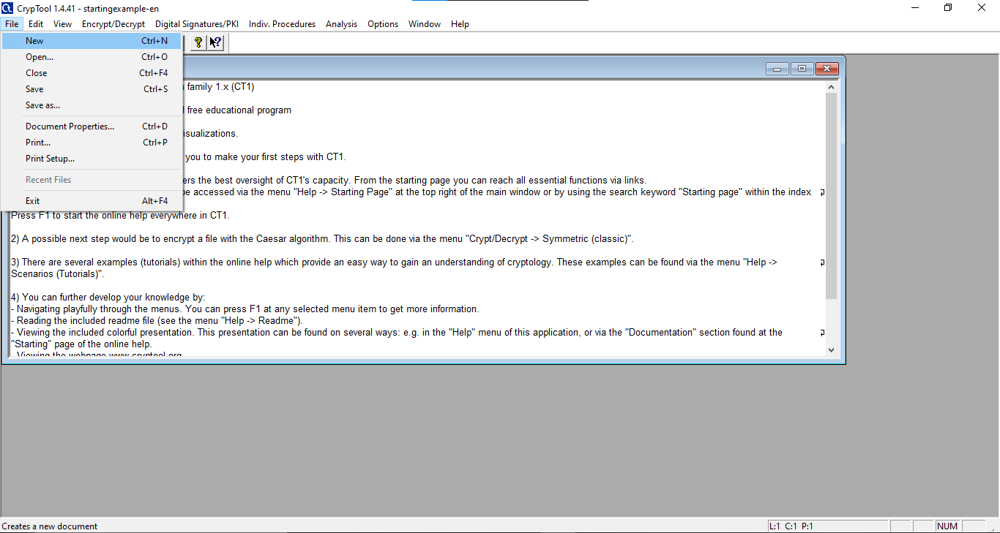 CrypTool 1.4.41 - startingexample-en
File Edit View Encrypt/Decrypt Digital Signatures/PKI Indiv. Procedures Analysis Options Window Help
New Ctrl+N
Open... Ctrl+O
Close Ctrl+F4
Save Ctrl+S
Save as...
Document Properties... Ctrl+D
Print... Ctrl+P
Print Setup...
Recent Files
Exit Alt+F4
family 1.x (CT1)
free educational program
isualizations.
you to make your first steps with CT1.
ers the best oversight of CT1's capacity. From the starting page you can reach all essential functions via links.
be accessed via the menu "Help -> Starting Page" at the top right of the main window or by using the search keyword "Starting page" within the index
Press F1 to start the online help everywhere in CT1.
2) A possible next step would be to encrypt a file with the Caesar algorithm. This can be done via the menu "Crypt/Decrypt -> Symmetric (classic)".
3) There are several examples (tutorials) within the online help which provide an easy way to gain an understanding of cryptology. These examples can be found via the menu "Help ->
Scenarios (Tutorials)".
4) You can further develop your knowledge by:
- Navigating playfully through the menus. You can press F1 at any selected menu item to get more information.
- Reading the included readme file (see the menu "Help -> Readme").
- Viewing the included colorful presentation. This presentation can be found on several ways: e.g. in the "Help" menu of this application, or via the "Documentation" section found at the
"Starting" page of the online help.
- Viewing the webpage www.cryptool.org
Creates a new document
L:1 C:1 P:1
NUM